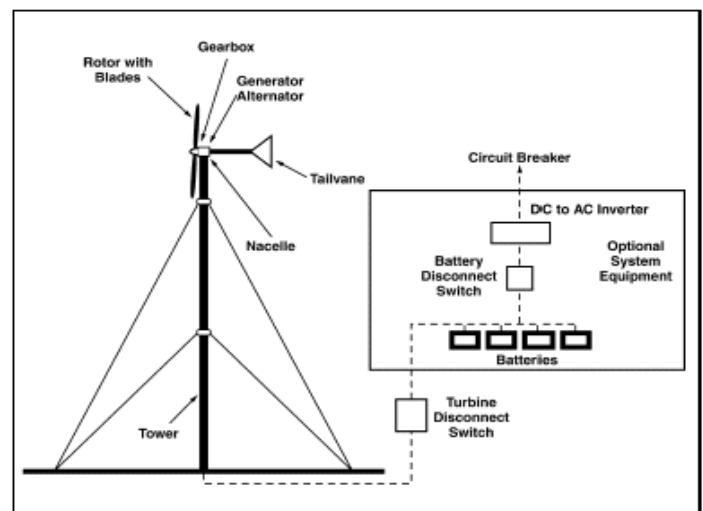 Gearbox
Rotor with
Blades
Generator
Alternator
Tailvane
Nacelle
Tower
Circuit Breaker
DC to AC Inverter
Optional
System
Equipment
Battery
Disconnect
Switch
Batteries
Turbine
Disconnect
Switch